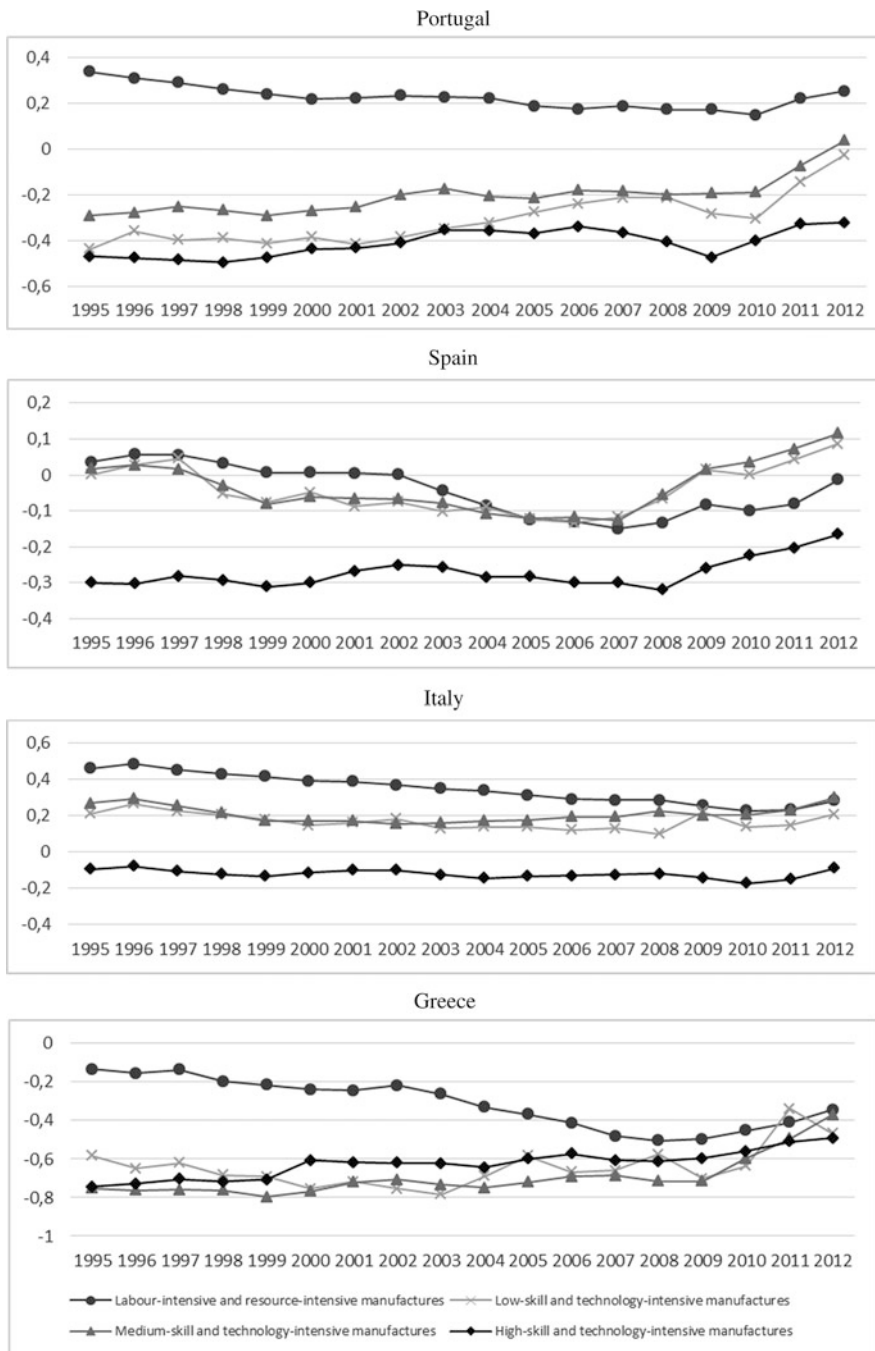 Portugal
0,4
0,2
0
-0,2
-0,4
-0,6
1995 1996 1997 1998 1999 2000 2001 2002 2003 2004 2005 2006 2007 2008 2009 2010 2011 2012
Spain
0,2
0,1
0
-0,1
-0,2
-0,3
-0,4
1995 1996 1997 1998 1999 2000 2001 2002 2003 2004 2005 2006 2007 2008 2009 2010 2011 2012
Italy
0,6
0,4
0,2
0
-0,2
-0,4
1995 1996 1997 1998 1999 2000 2001 2002 2003 2004 2005 2006 2007 2008 2009 2010 2011 2012
Greece
0
-0,2
-0,4
-0,6
-0,8
-1
1995 1996 1997 1998 1999 2000 2001 2002 2003 2004 2005 2006 2007 2008 2009 2010 2011 2012
Labour-intensive and resource-intensive manufactures Low-skill and technology-intensive manufactures
Medium-skill and technology-intensive manufactures High-skill and technology-intensive manufactures